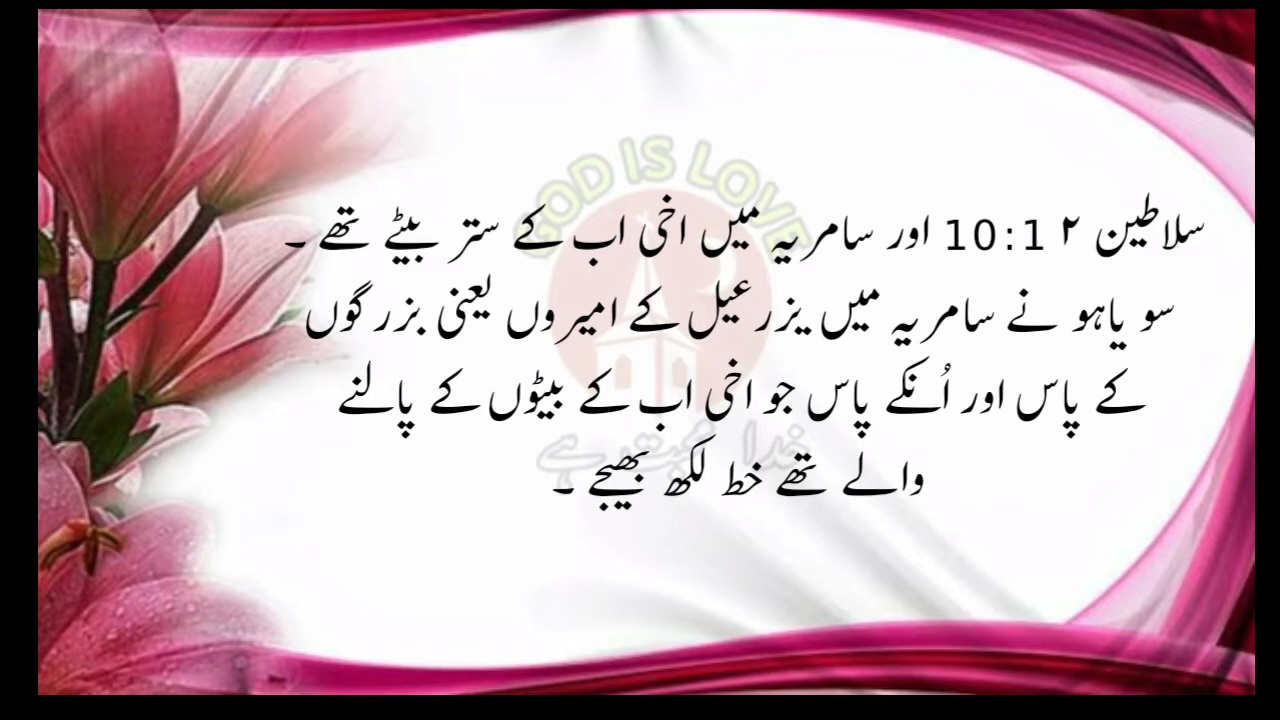 GOD IS LOVE
سلاطین ۲ 10:1 اور سامریہ میں اخی اب کے ستر بیٹے تھے ۔
سو یاہو نے سامریہ میں یزرعیل کے امیروں یعنی بزرگوں
کے پاس اور اُنکے پاس جو اخی اب کے بیٹوں کے پالنے
والے تھے خط لکھ بھیجے ۔
خدا محبت ہے